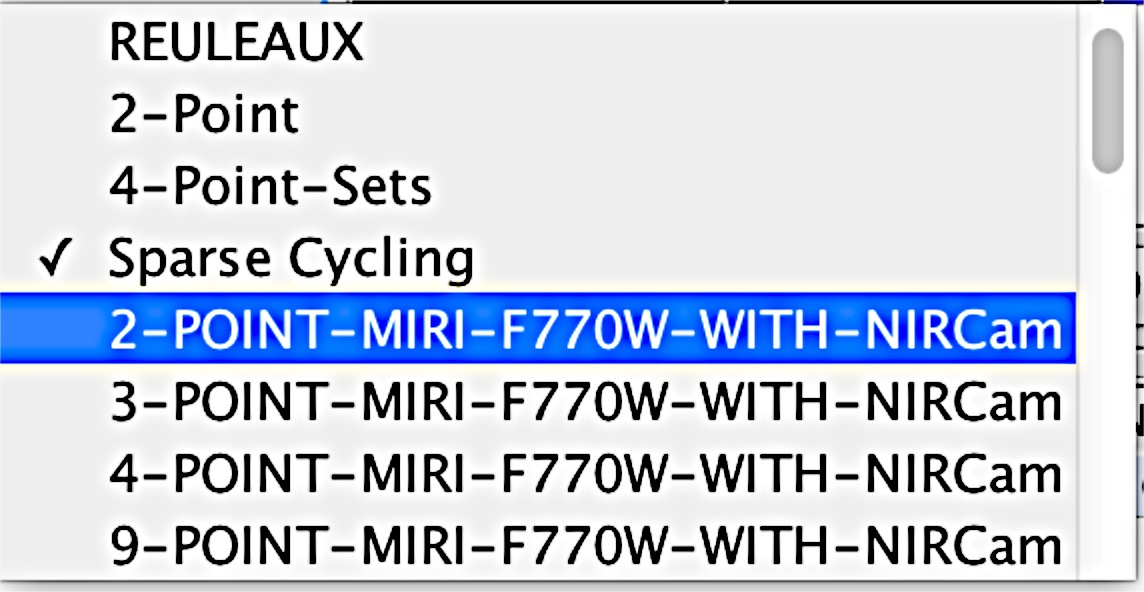 REULEAUX
2-Point
4-Point-Sets
✓ Sparse Cycling
2-POINT-MIRI-F770W-WITH-NIRCam
3-POINT-MIRI-F770W-WITH-NIRCam
4-POINT-MIRI-F770W-WITH-NIRCam
9-POINT-MIRI-F770W-WITH-NIRCam